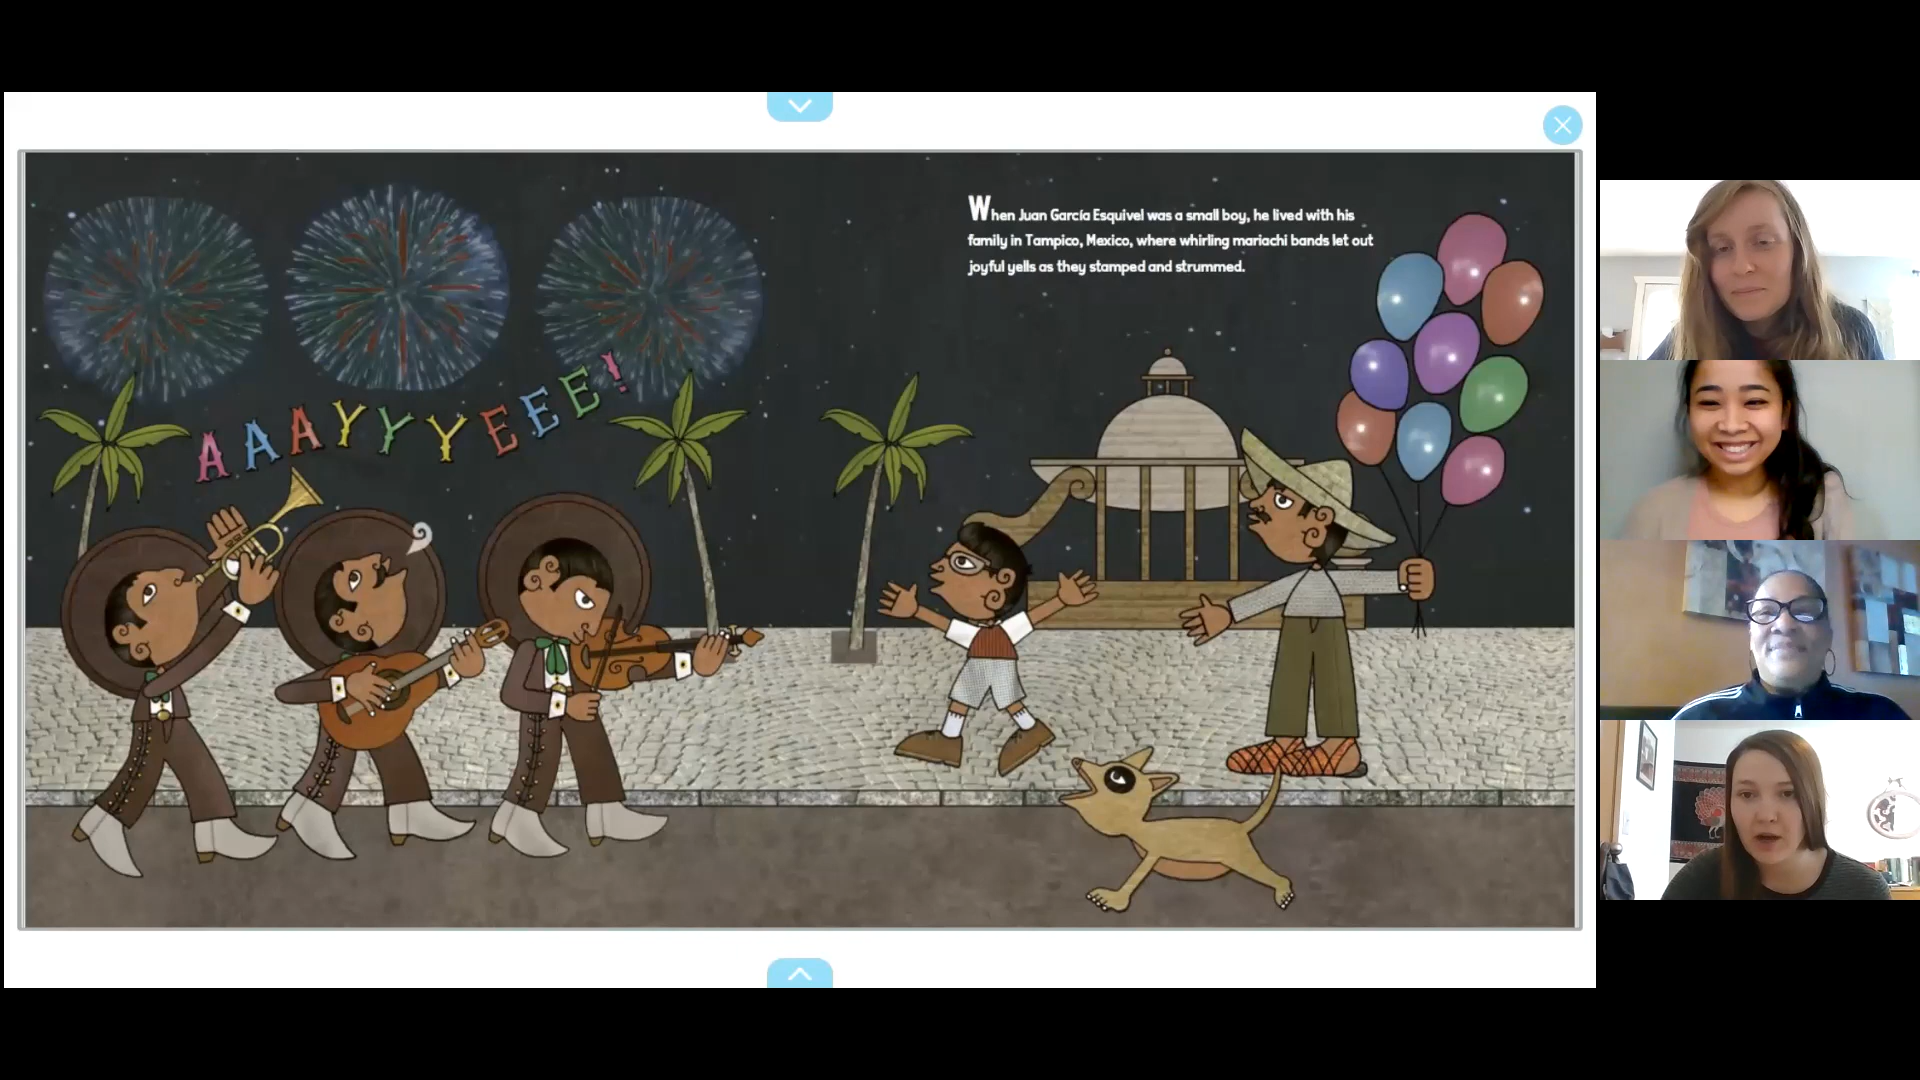 When Juan García Esquivel was a small boy, he lived with his
family in Tampico, Mexico, where whirling mariachi bands let out
joyful yells as they stamped and strummed.
AAAYYYEEE!